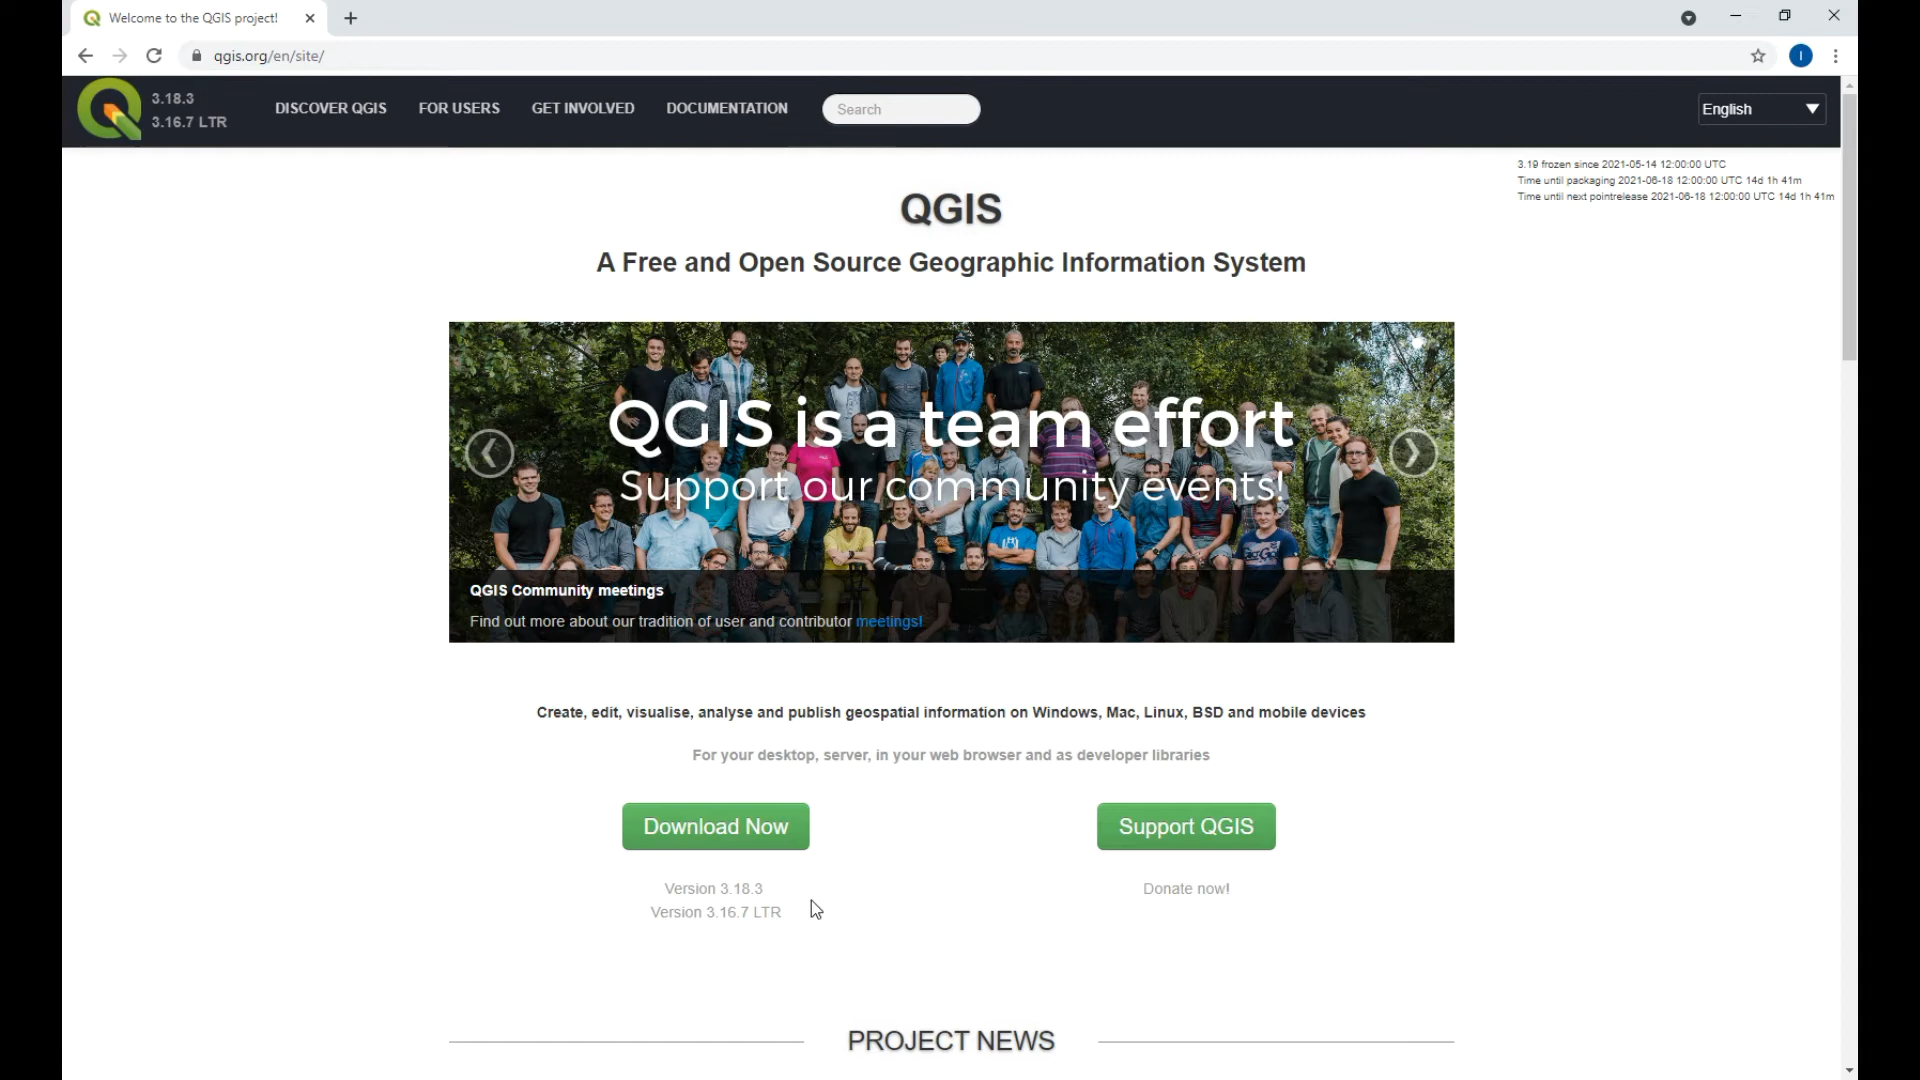 Welcome to the QGIS project!
qgis.org/en/site/
I
3.18.3
3.16.7 LTR
DISCOVER QGIS
FOR USERS
GET INVOLVED
DOCUMENTATION
Search
English
3.19 frozen since 2021-05-14 12:00:00 UTC
Time until packaging 2021-06-18 12:00:00 UTC 14d 1h 41m
Time until next pointrelease 2021-06-18 12:00:00 UTC 14d 1h 41m
QGIS
A Free and Open Source Geographic Information System
QGIS is a team effort
Support our community events!
QGIS Community meetings
Find out more about our tradition of user and contributor meetings!
Create, edit, visualise, analyse and publish geospatial information on Windows, Mac, Linux, BSD and mobile devices
For your desktop, server, in your web browser and as developer libraries
Download Now
Support QGIS
Version 3.18.3
Donate now!
Version 3.16.7 LTR
PROJECT NEWS